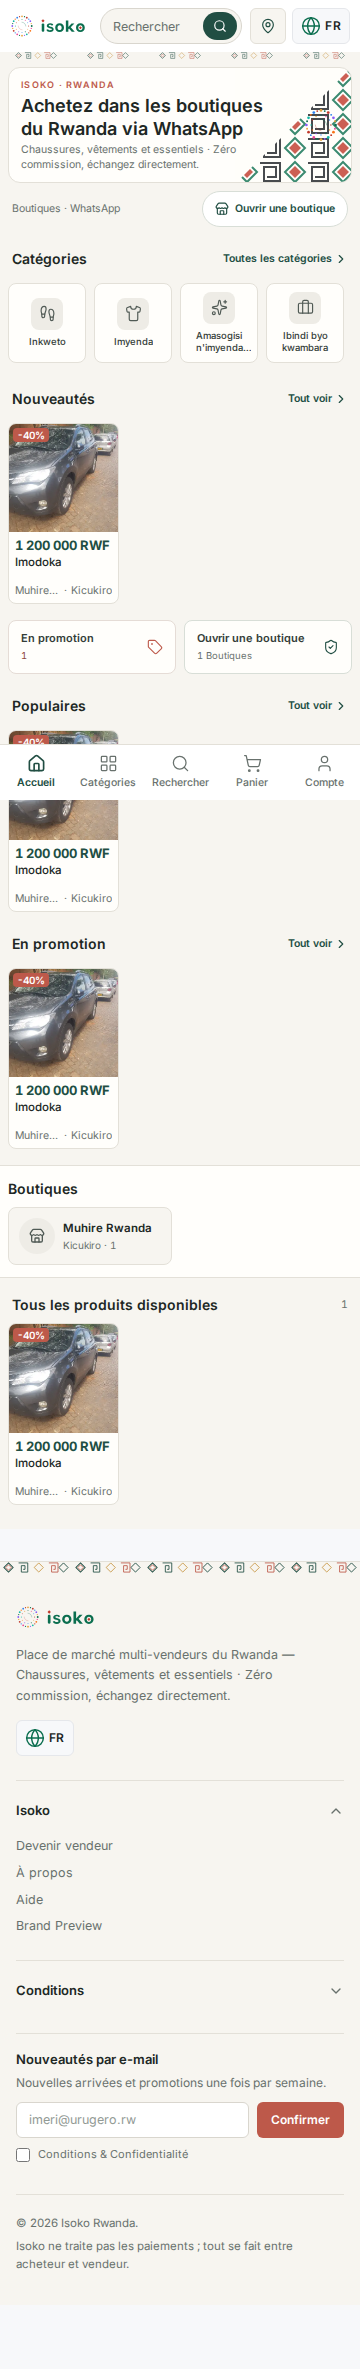 isoko
Rechercher
FR
ISOKO · RWANDA
Achetez dans les boutiques
du Rwanda via WhatsApp
Chaussures, vêtements et essentiels · Zéro
commission, échangez directement.
Boutiques · WhatsApp
Ouvrir une boutique
Catégories
Toutes les catégories
Inkweto
Imyenda
Amasogisi
n'imyenda...
Ibindi byo
kwambara
Nouveautés
Tout voir
-40%
1 200 000 RWF
Imodoka
Muhire... · Kicukiro
En promotion
1
Ouvrir une boutique
1 Boutiques
Populaires
Tout voir
-40%
Accueil
Catégories
Rechercher
Panier
Compte
1 200 000 RWF
Imodoka
Muhire... · Kicukiro
En promotion
Tout voir
-40%
1 200 000 RWF
Imodoka
Muhire... · Kicukiro
Boutiques
Muhire Rwanda
Kicukiro · 1
Tous les produits disponibles
1
-40%
1 200 000 RWF
Imodoka
Muhire... · Kicukiro
isoko
Place de marché multi-vendeurs du Rwanda —
Chaussures, vêtements et essentiels · Zéro
commission, échangez directement.
FR
Isoko
Devenir vendeur
À propos
Aide
Brand Preview
Conditions
Nouveautés par e-mail
Nouvelles arrivées et promotions une fois par semaine.
imeri@urugero.rw
Confirmer
Conditions & Confidentialité
© 2026 Isoko Rwanda.
Isoko ne traite pas les paiements ; tout se fait entre
acheteur et vendeur.